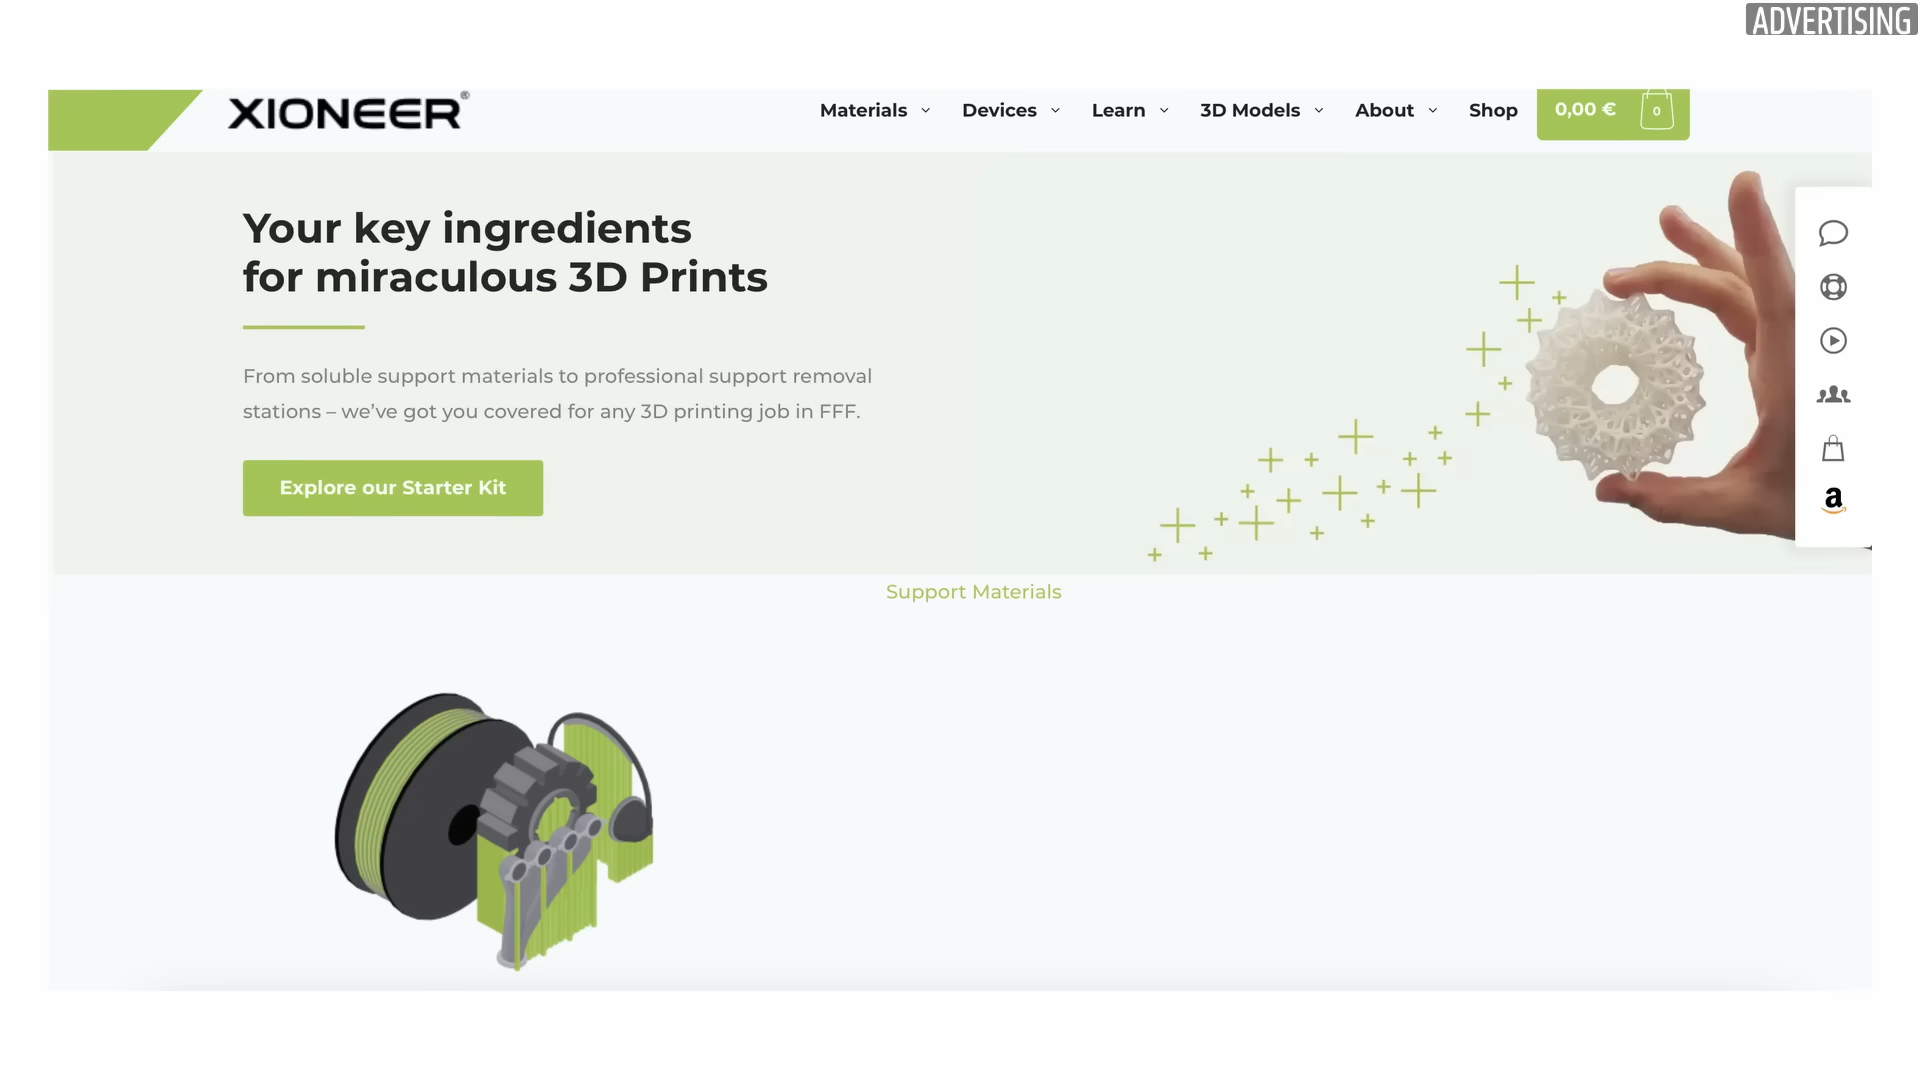 ADVERTISING
XIONEER®
Materials
Devices
Learn
3D Models
About
Shop
0,00 €
0
Your key ingredients
for miraculous 3D Prints
From soluble support materials to professional support removal
stations – we’ve got you covered for any 3D printing job in FFF.
Explore our Starter Kit
a
Support Materials